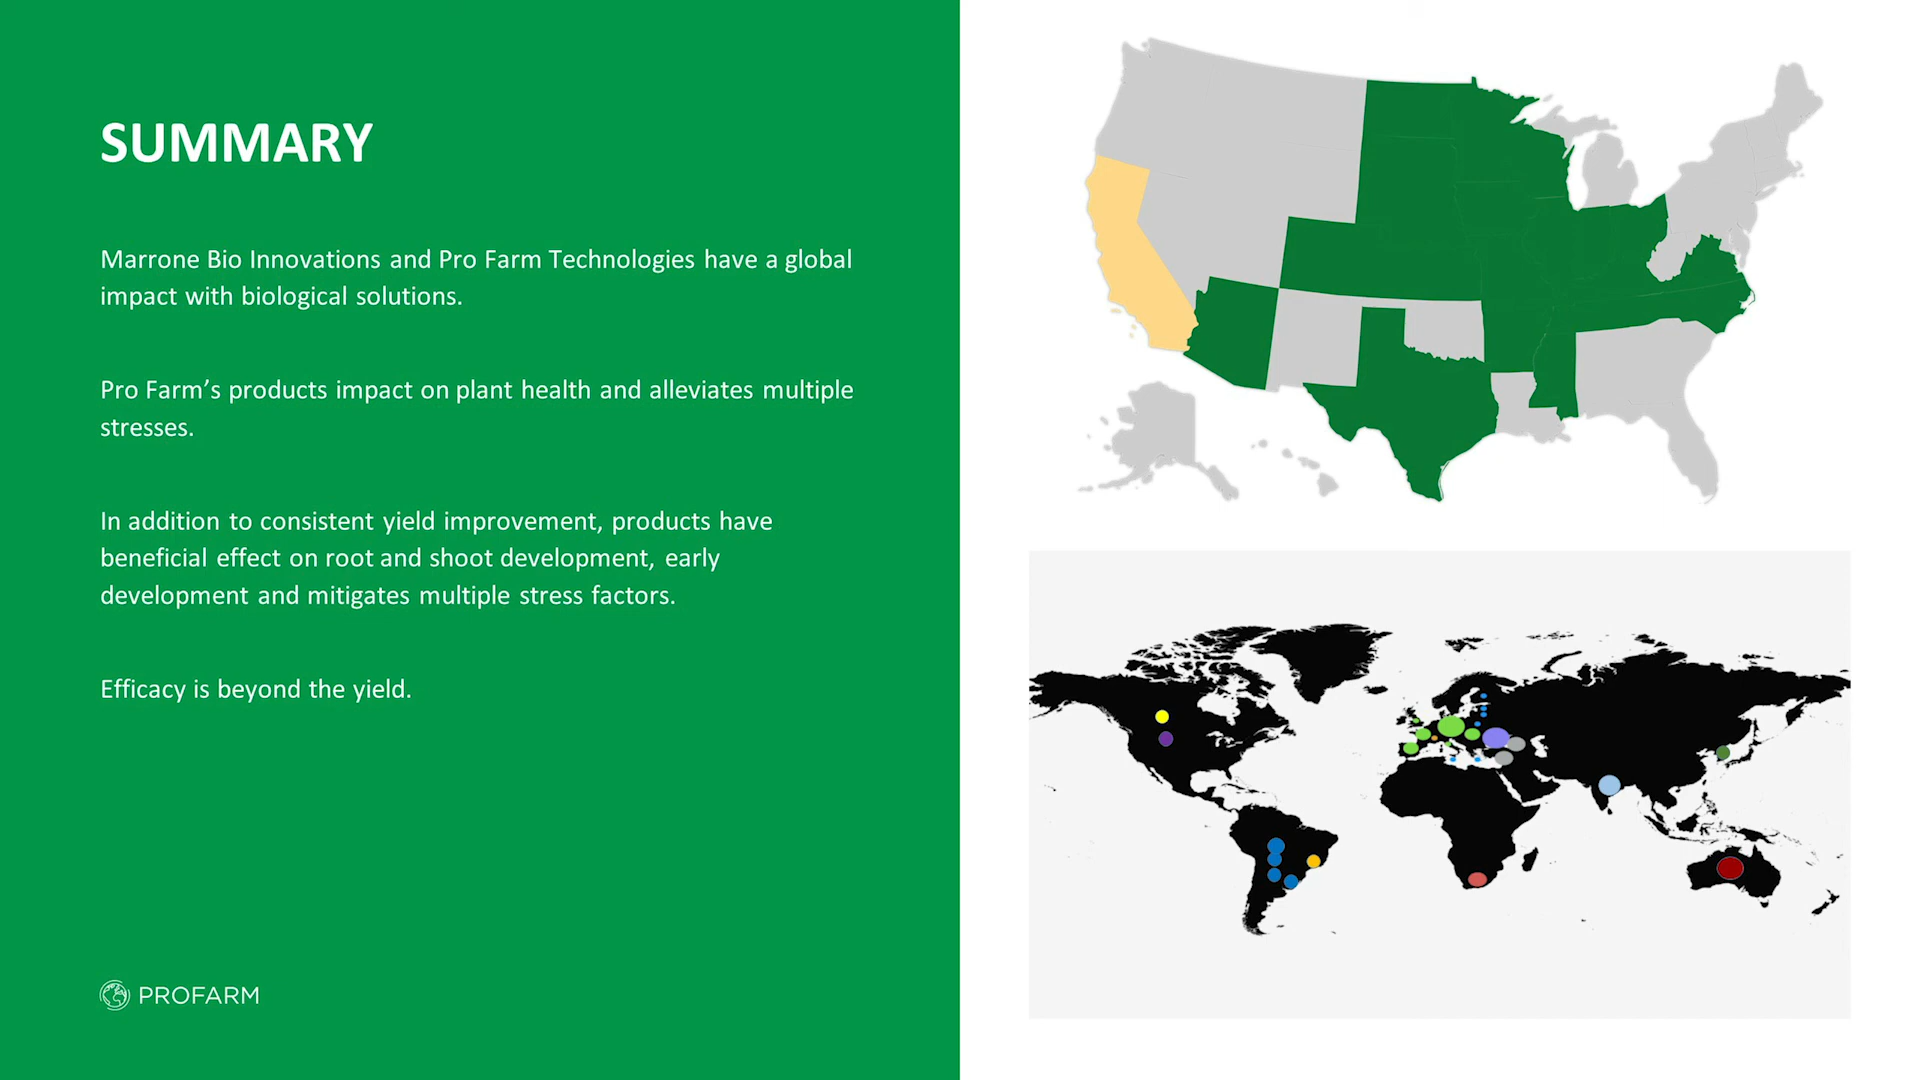 SUMMARY
Marrone Bio Innovations and Pro Farm Technologies have a global
impact with biological solutions.
Pro Farm’s products impact on plant health and alleviates multiple
stresses.
In addition to consistent yield improvement, products have
beneficial effect on root and shoot development, early
development and mitigates multiple stress factors.
Efficacy is beyond the yield.
PROFARM